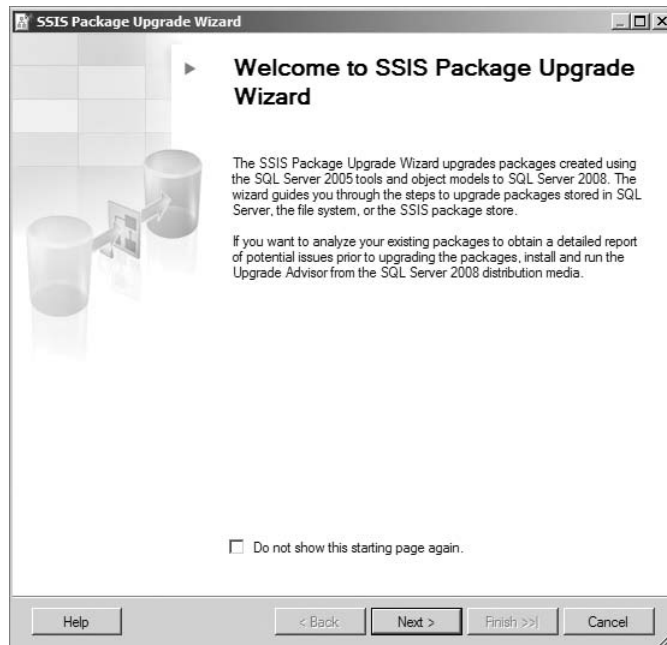 SSIS Package Upgrade Wizard
Welcome to SSIS Package Upgrade
Wizard
The SSIS Package Upgrade Wizard upgrades packages created using
the SQL Server 2005 tools and object models to SQL Server 2008. The
wizard guides you through the steps to upgrade packages stored in SQL
Server, the file system, or the SSIS package store.
If you want to analyze your existing packages to obtain a detailed report
of potential issues prior to upgrading the packages, install and run the
Upgrade Advisor from the SQL Server 2008 distribution media.
Do not show this starting page again.
Help
< Back
Next >
Finish >>|
Cancel